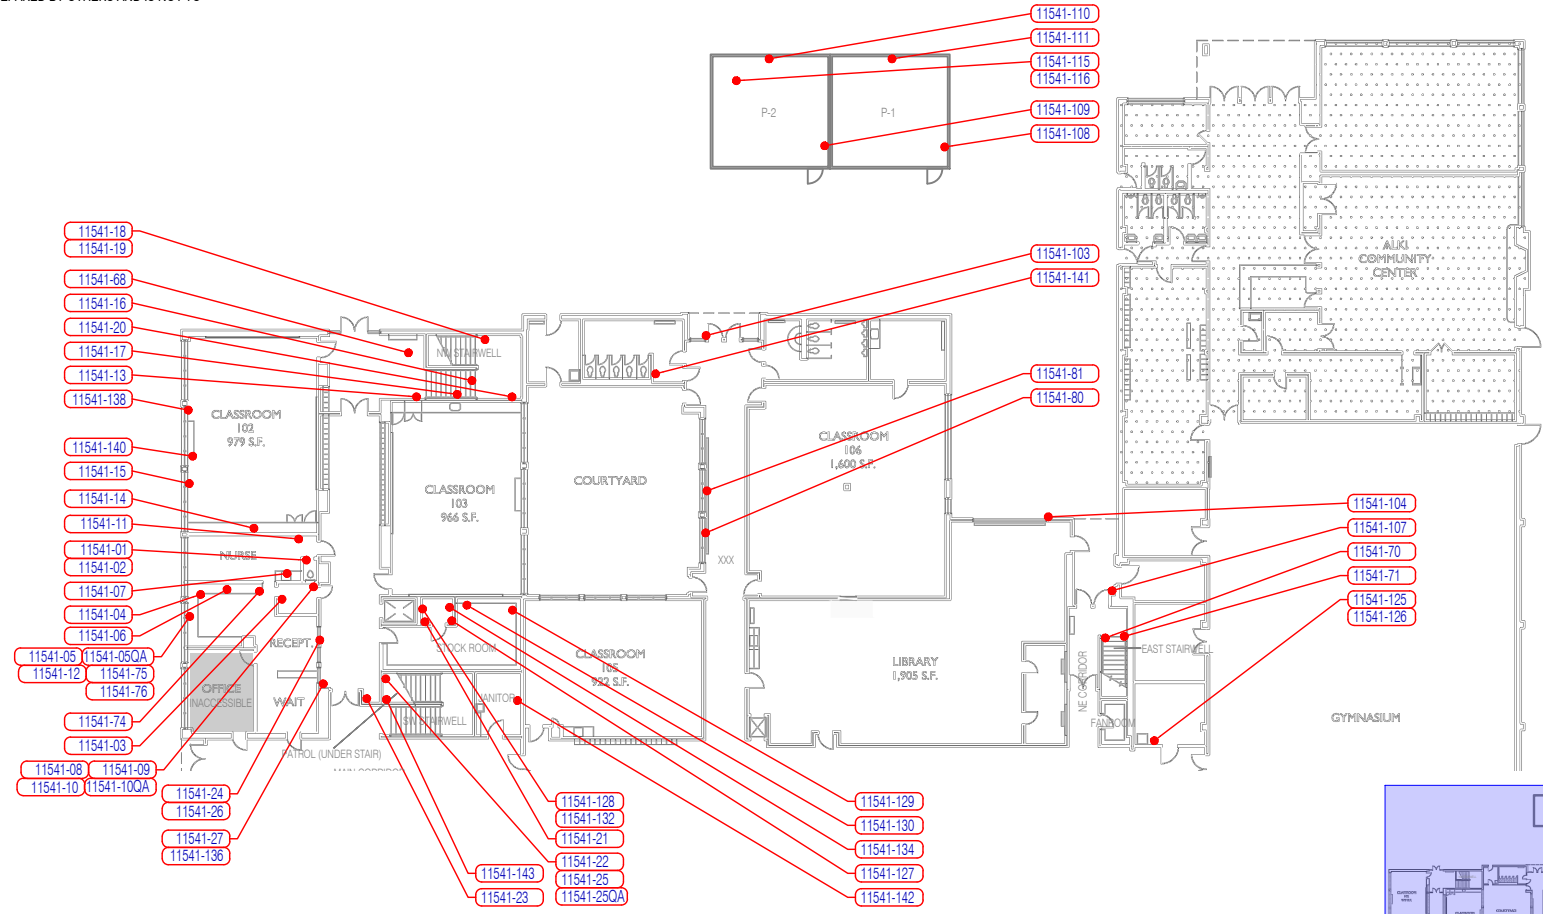 11541-110
11541-111
11541-115
11541-116
P-2
P-1
11541-109
11541-108
11541-18
11541-19
11541-68
11541-16
11541-20
11541-17
11541-13
11541-138
11541-140
11541-15
11541-14
11541-11
11541-01
11541-02
11541-07
11541-04
11541-06
11541-05 11541-05QA
11541-12 11541-75
11541-76
11541-74
11541-03
11541-08 11541-09
11541-10 11541-10QA
11541-24
11541-26
11541-27
11541-136
11541-103
11541-141
ALKI
COMMUNITY
CENTER
NW STAIRWELL
11541-81
11541-80
CLASSROOM
102
979 S.F.
CLASSROOM
103
966 S.F.
COURTYARD
CLASSROOM
106
1,600 S.F.
XXX
NURSE
RECEPT.
OFFICE
INACCESSIBLE
WAIT
STOCK ROOM
CLASSROOM
105
922 S.F.
JANITOR
SW STAIRWELL
PATROL (UNDER STAIR)
MAIN CORRIDOR
LIBRARY
1,905 S.F.
NE CORRIDOR
EAST STAIRWELL
FANROOM
GYMNASIUM
11541-104
11541-107
11541-70
11541-71
11541-125
11541-126
11541-128
11541-132
11541-21
11541-22
11541-25
11541-25QA
11541-143
11541-23
11541-129
11541-130
11541-134
11541-127
11541-142